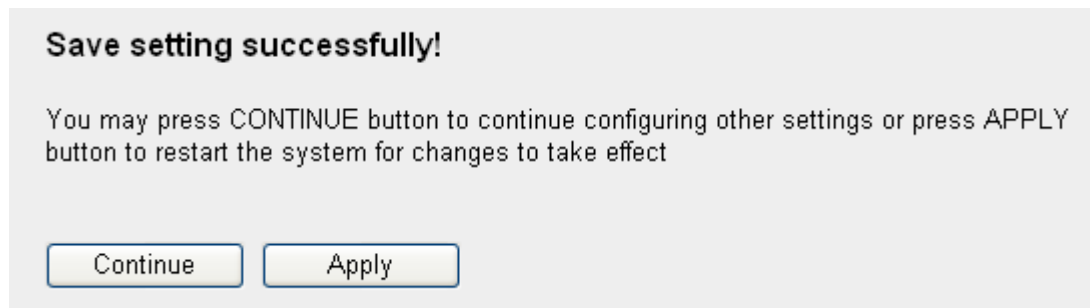 Save setting successfully!
You may press CONTINUE button to continue configuring other settings or press APPLY
button to restart the system for changes to take effect
Continue
Apply